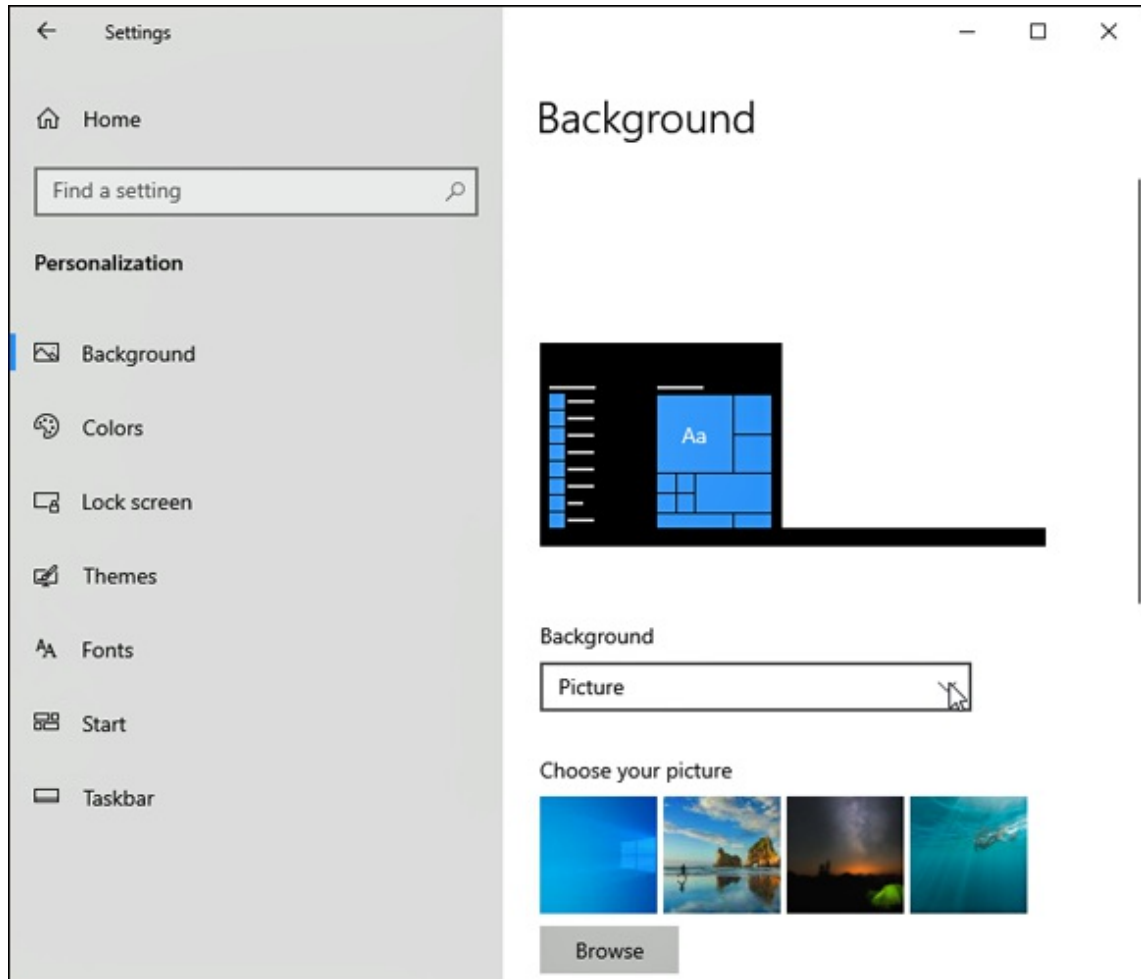 Settings
Home
Find a setting
Personalization
Background
Colors
Lock screen
Themes
Fonts
Start
Taskbar
Background
Aa
Background
Picture
Choose your picture
Browse